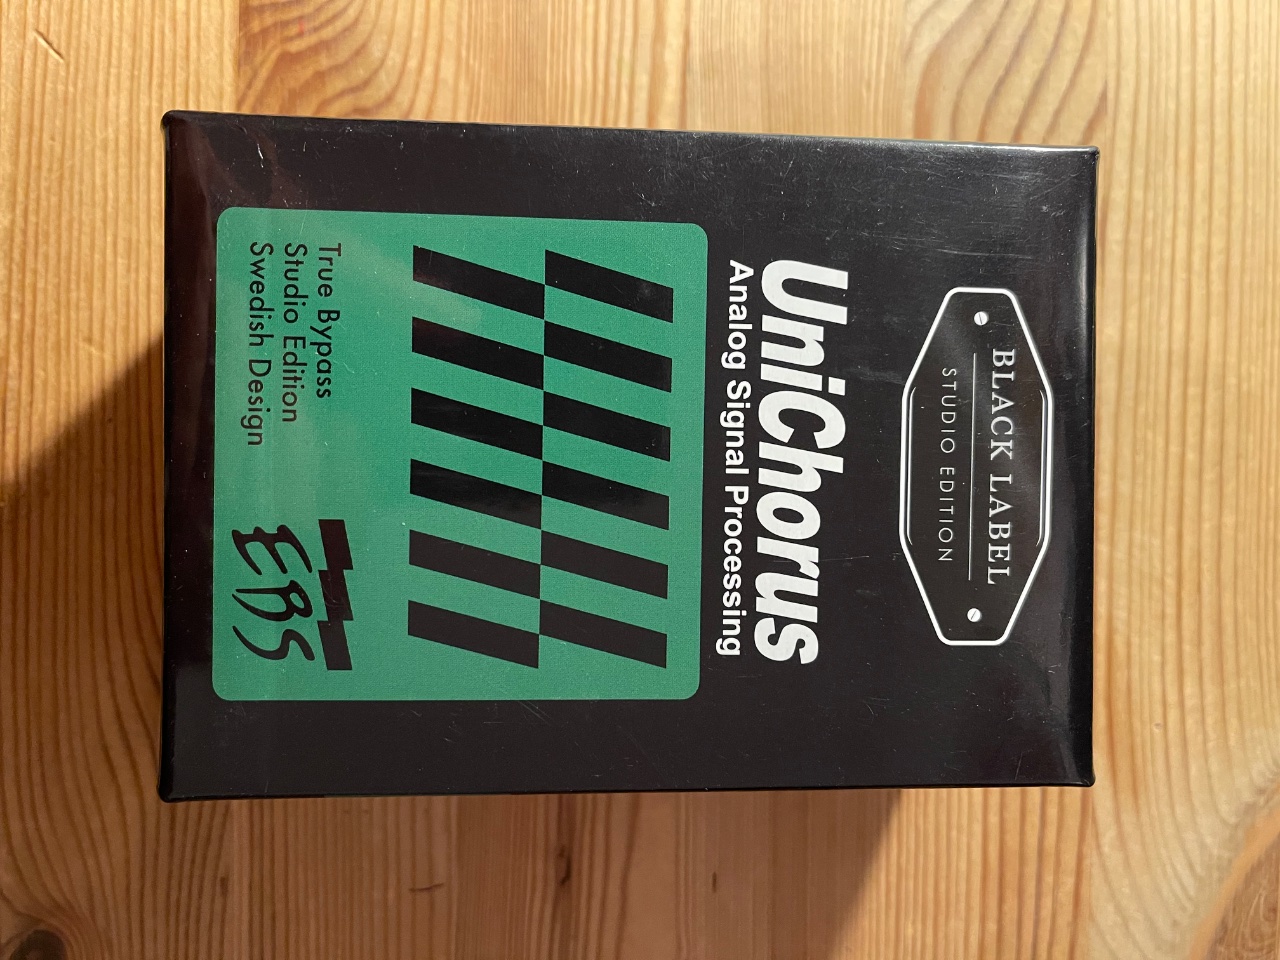 BLACK LABEL
STUDIO EDITION
UniChorus
Analog Signal Processing
True Bypass
Studio Edition
Swedish Design
EBS